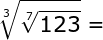 ∛(⁷√123) =